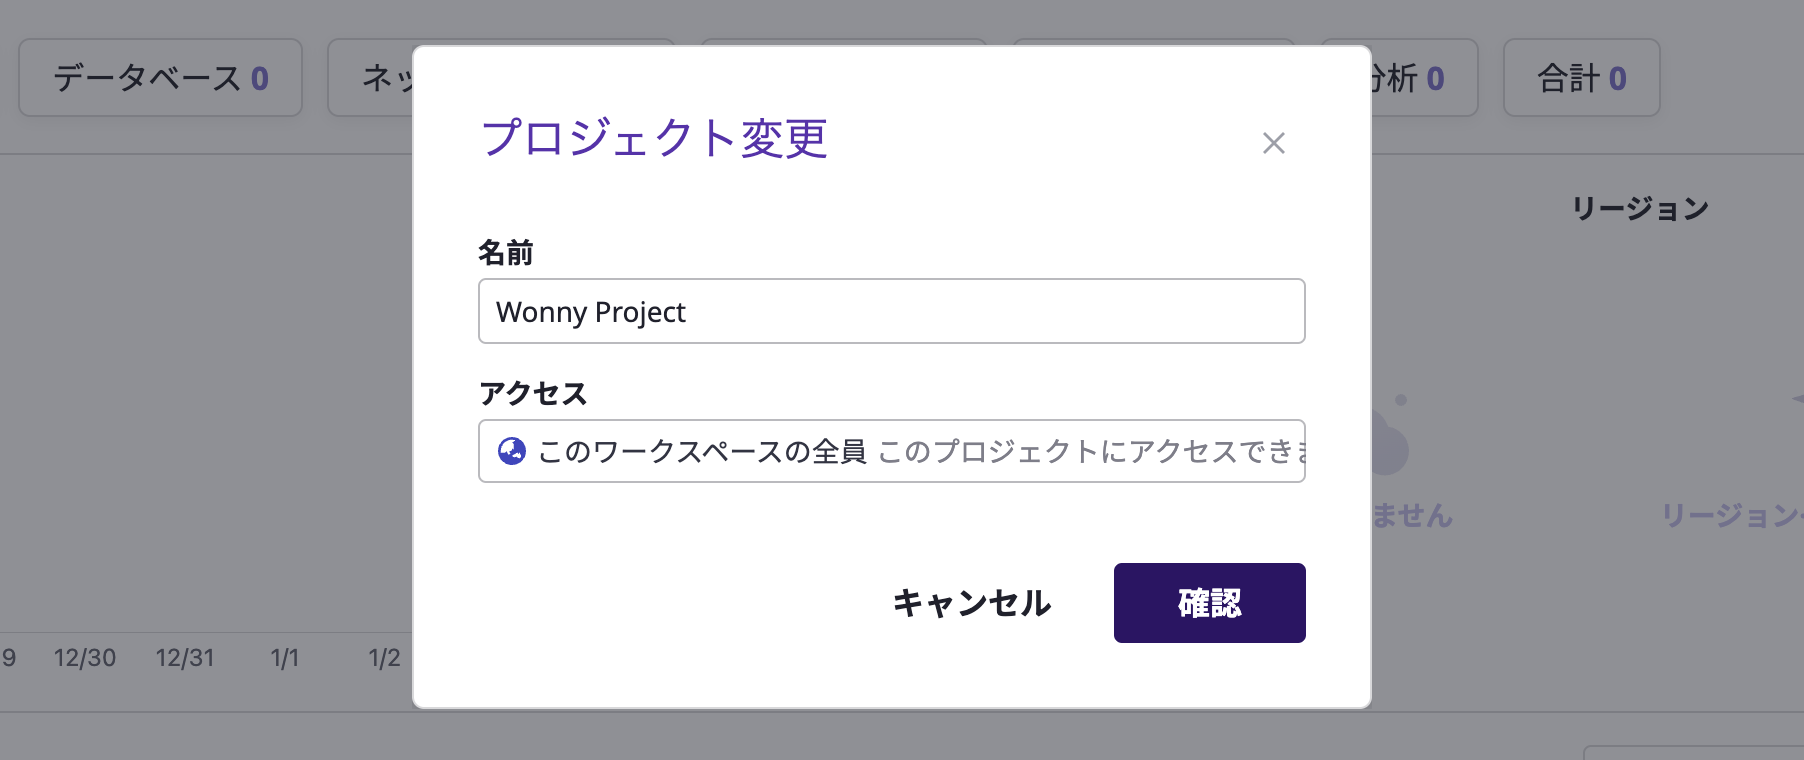 データベース 0
ネッ
分析 0
合計 0
プロジェクト変更
リージョン
名前
Wonny Project
アクセス
このワークスペースの全員 このプロジェクトにアクセスできま
ません
リージョン
キャンセル
確認
9 12/30 12/31 1/1 1/2